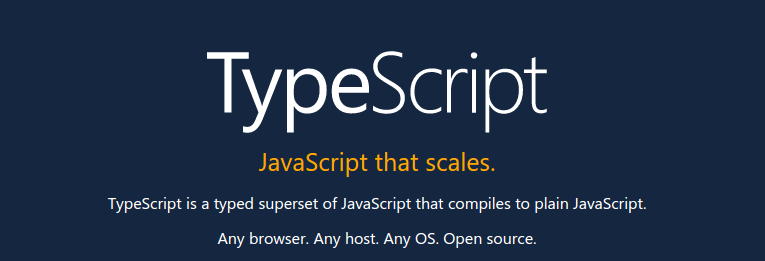 TypeScript
JavaScript that scales.
TypeScript is a typed superset of JavaScript that compiles to plain JavaScript.
Any browser. Any host. Any OS. Open source.